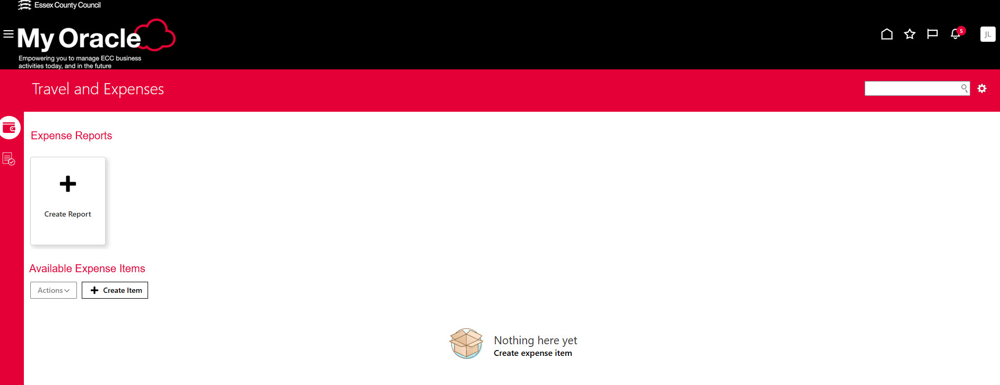 Essex County Council
My Oracle
Empowering you to manage ECC business
activities today, and in the future
5
JL
Travel and Expenses
Expense Reports
Create Report
Available Expense Items
Actions
Create Item
Nothing here yet
Create expense item